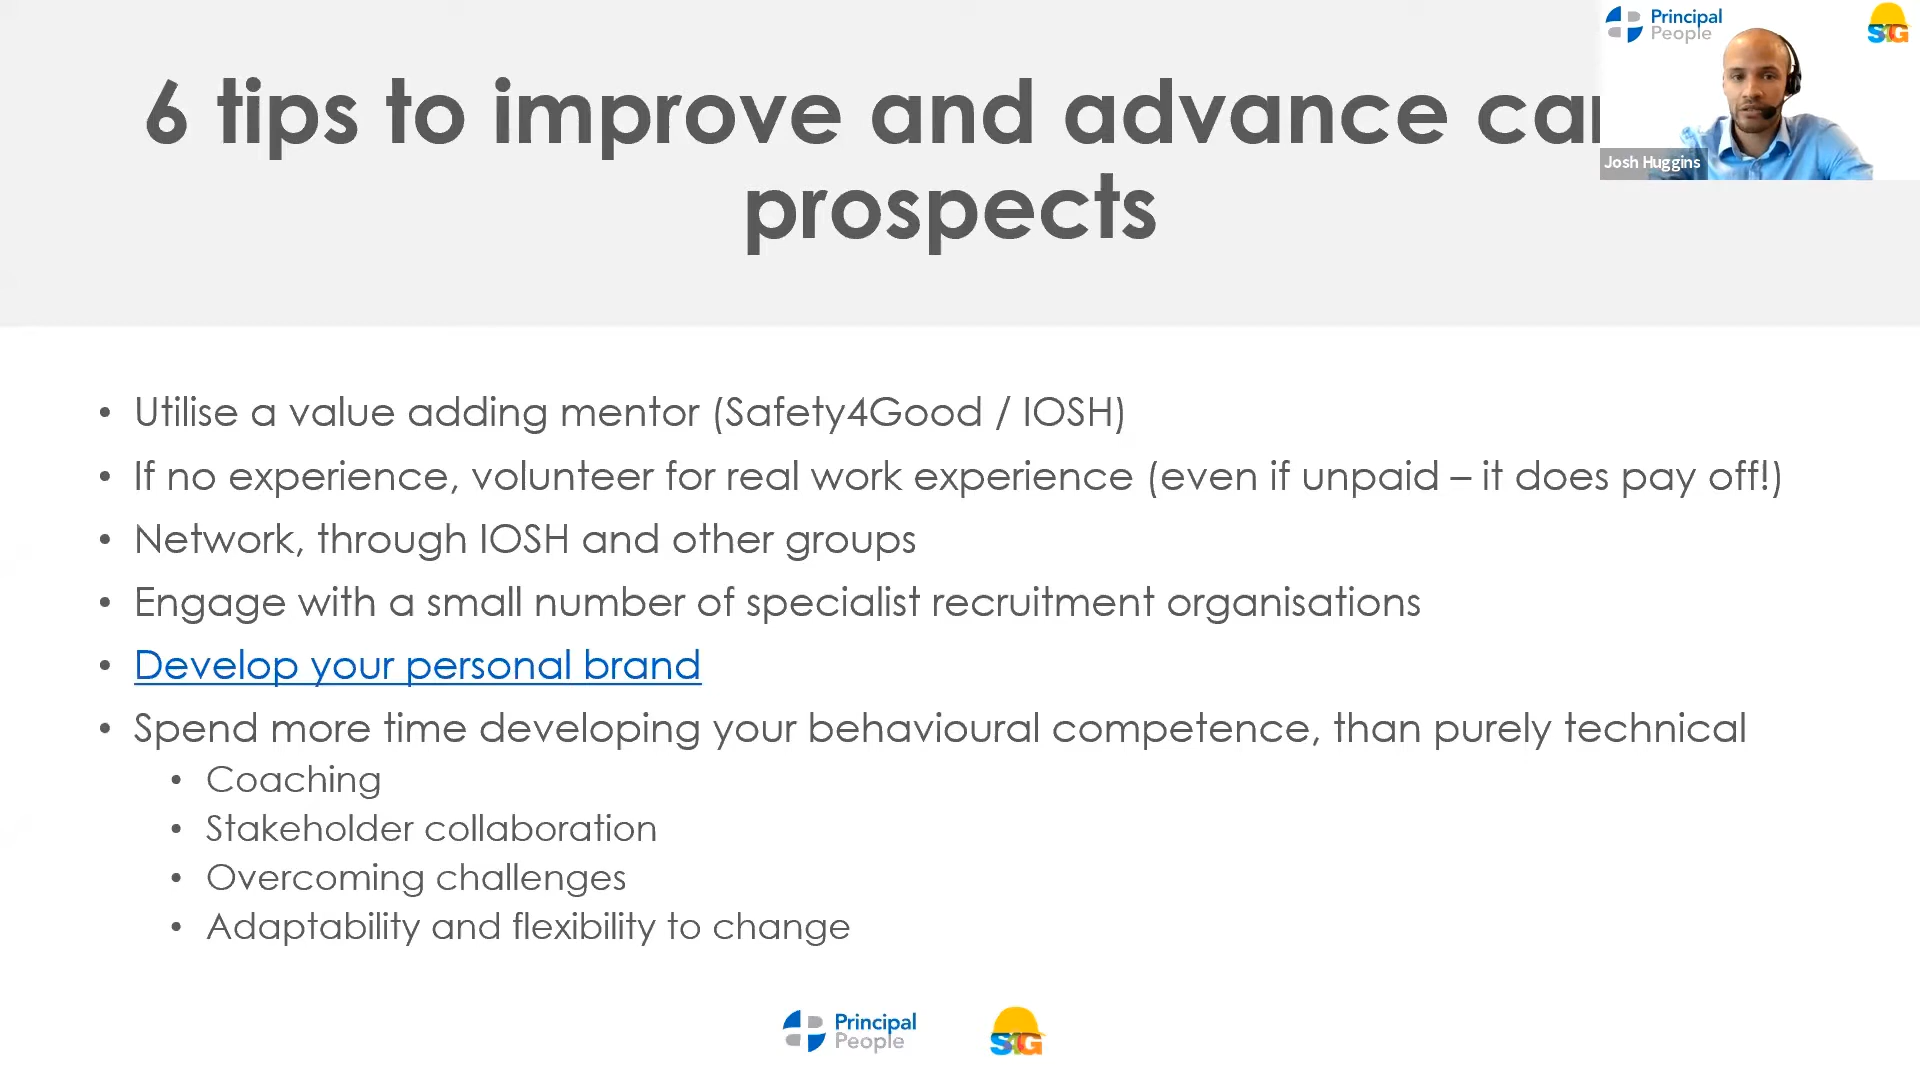 Principal
People
S4G
6 tips to improve and advance
prospects
Josh Huggins
• Utilise a value adding mentor (Safety4Good / IOSH)
• If no experience, volunteer for real work experience (even if unpaid – it does pay off!)
• Network, through IOSH and other groups
• Engage with a small number of specialist recruitment organisations
• Develop your personal brand
• Spend more time developing your behavioural competence, than purely technical
• Coaching
• Stakeholder collaboration
• Overcoming challenges
• Adaptability and flexibility to change
Principal
People
S4G